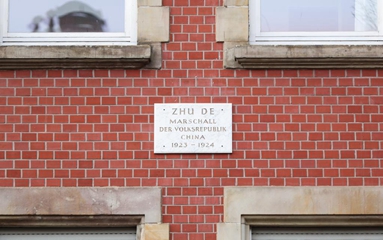 ZHU DE
MARSCHALL
DER VOLKSREPUBLIK
CHINA
1923 - 1924